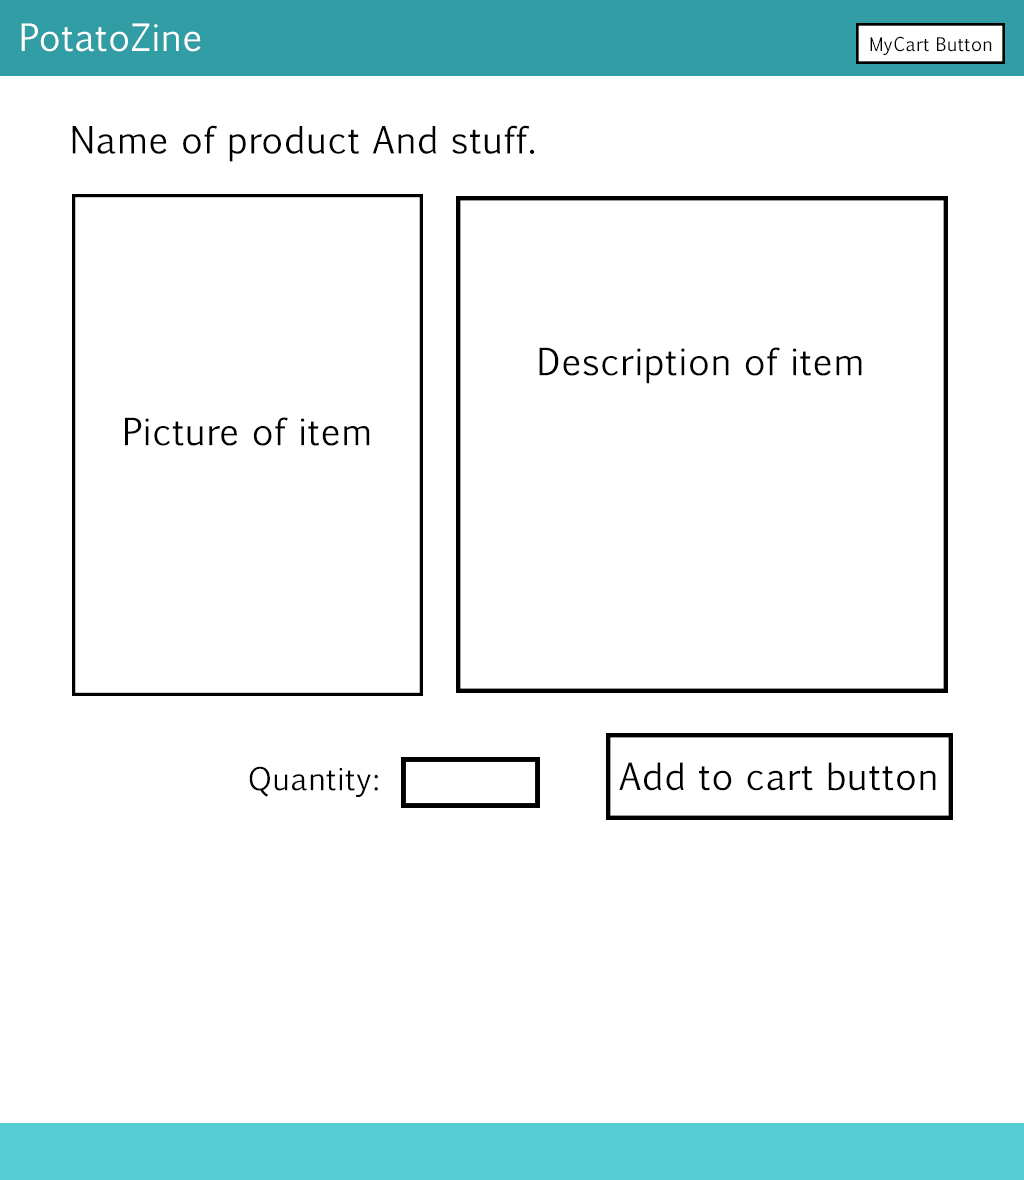 PotatoZine
MyCart Button
Name of product And stuff.
Picture of item
Description of item
Quantity:
Add to cart button